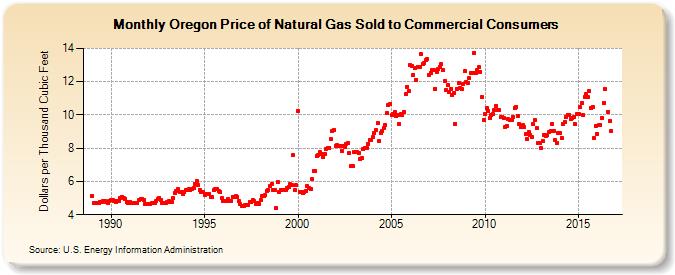 Monthly Oregon Price of Natural Gas Sold to Commercial Consumers
Dollars per Thousand Cubic Feet
14
12
10
8
6
4
1990 1995 2000 2005 2010 2015
Source: U.S. Energy Information Administration